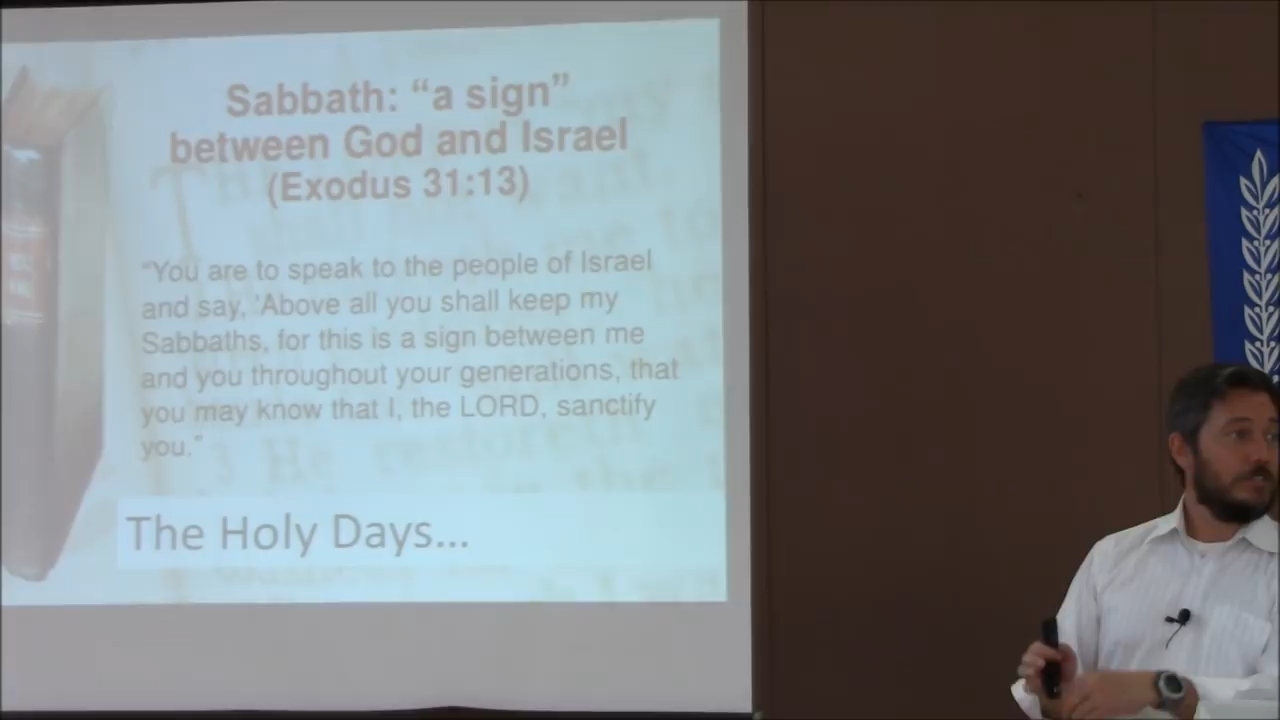 Sabbath: “a sign”
between God and Israel
(Exodus 31:13)
“You are to speak to the people of Israel
and say, ‘Above all you shall keep my
Sabbaths, for this is a sign between me
and you throughout your generations, that
you may know that I, the LORD, sanctify
you.”
The Holy Days...